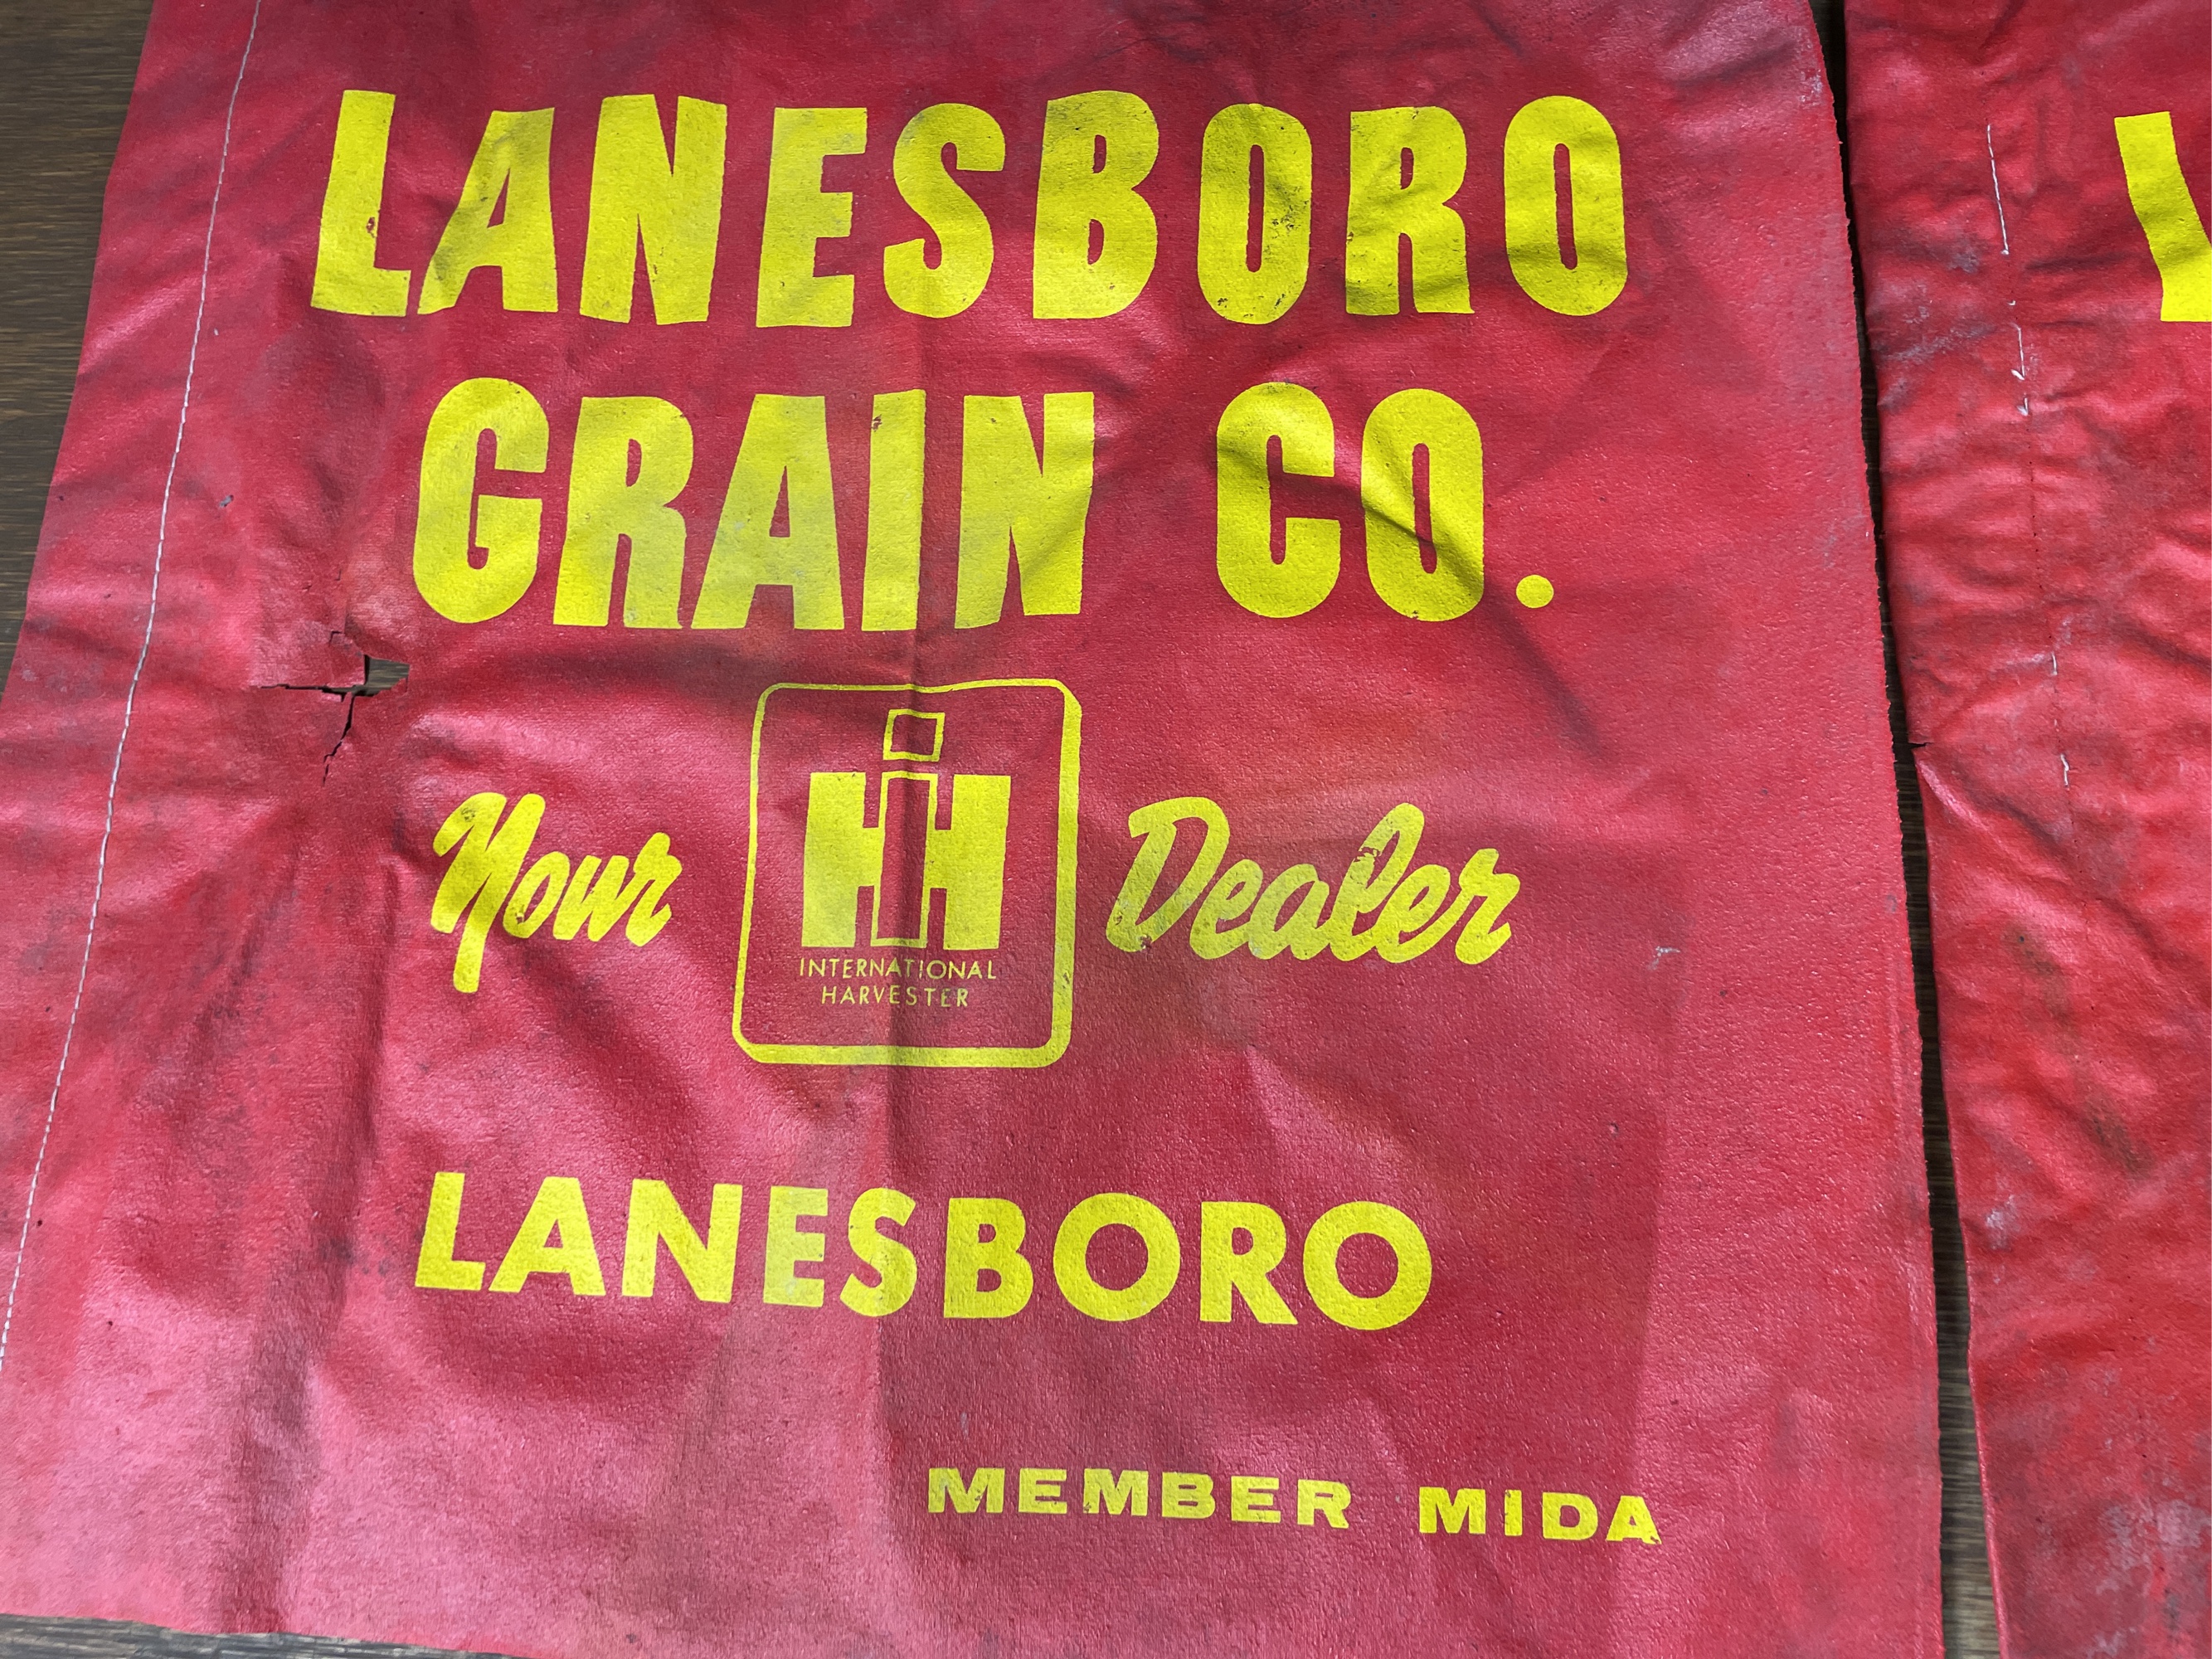 LANESBORO
GRAIN CO.
Your IH Dealer
INTERNATIONAL
HARVESTER
LANESBORO
MEMBER MIDA